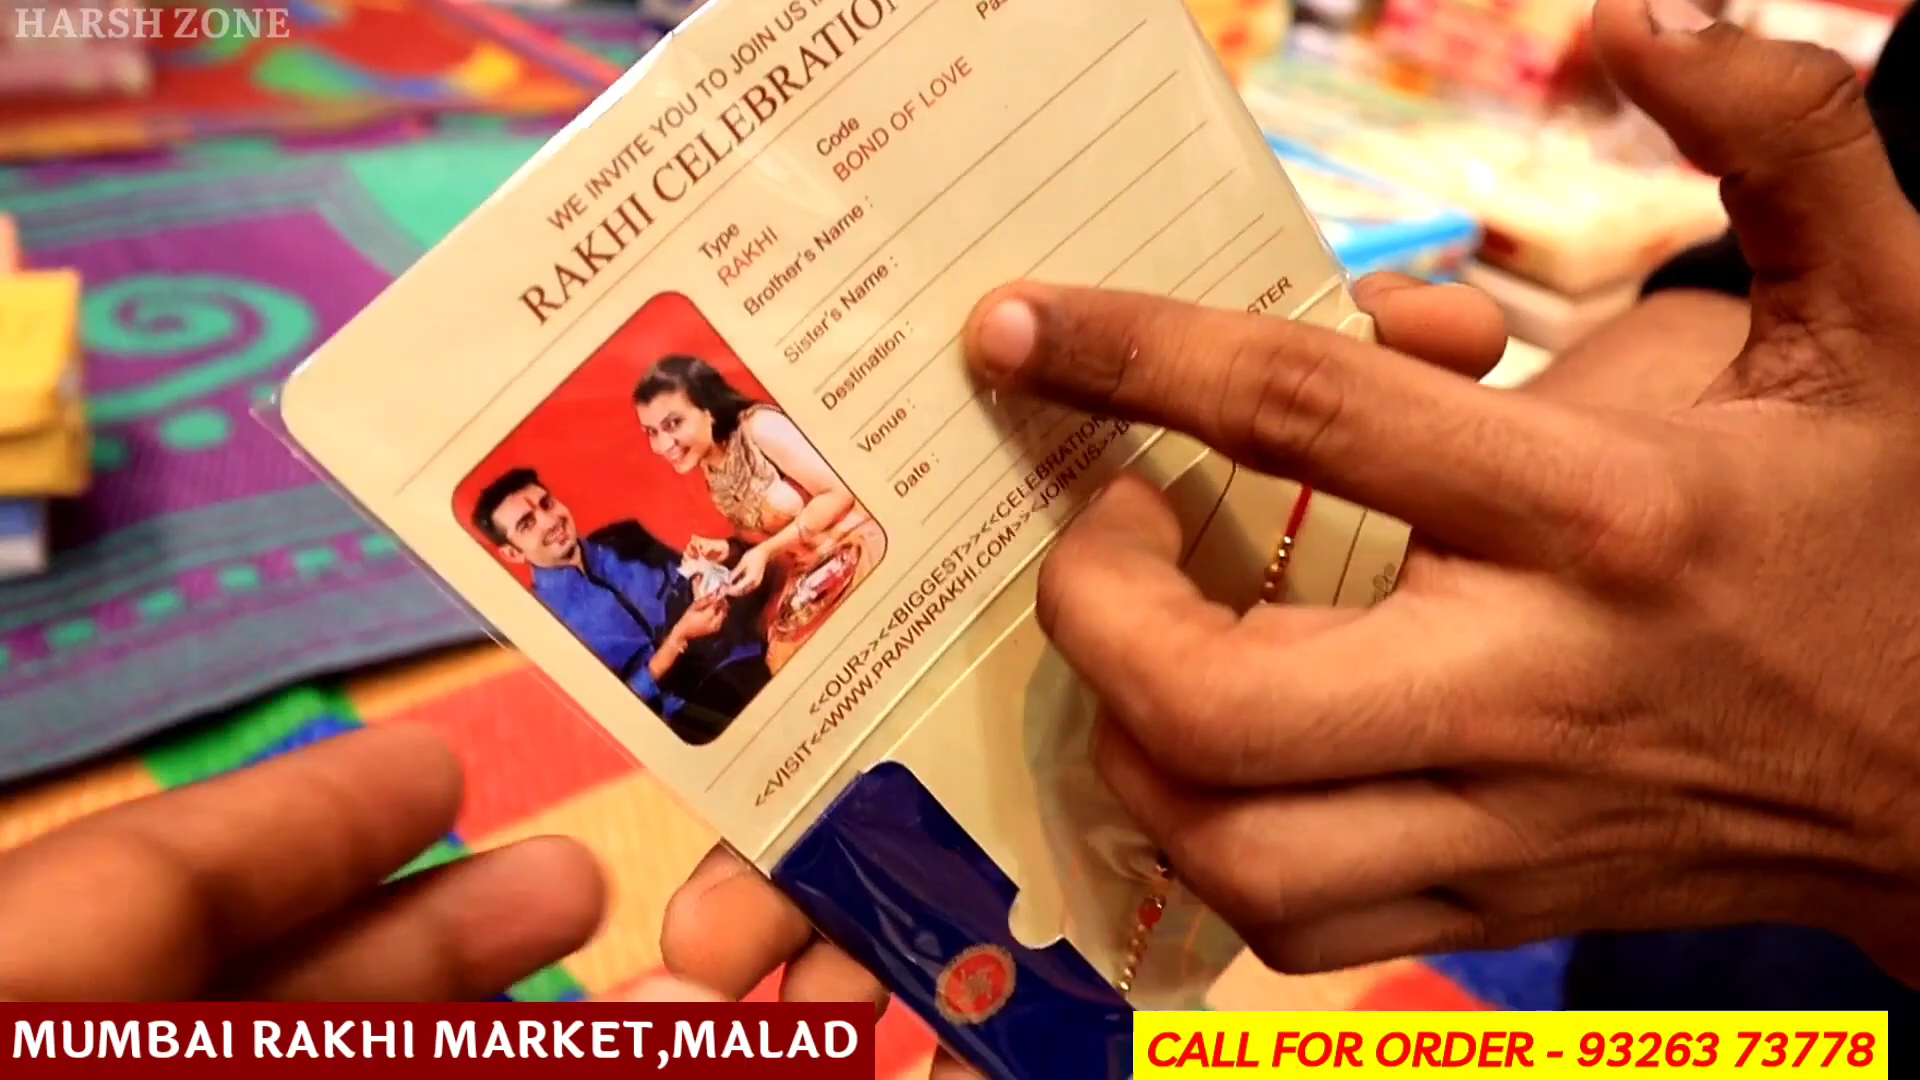 HARSH ZONE
WE INVITE YOU TO JOIN US
RAKHI CELEBRATION
Type
RAKHI
Code
BOND OF LOVE
Brother's Name :
Sister's Name :
Destination :
Venue :
Date :
<<OUR>><<BIGGEST>><<CELEBRATION
STER
<<VISIT<<WWW.PRAVINRAKHI.COM>><<JOIN US>>
MUMBAI RAKHI MARKET,MALAD
CALL FOR ORDER - 93263 73778